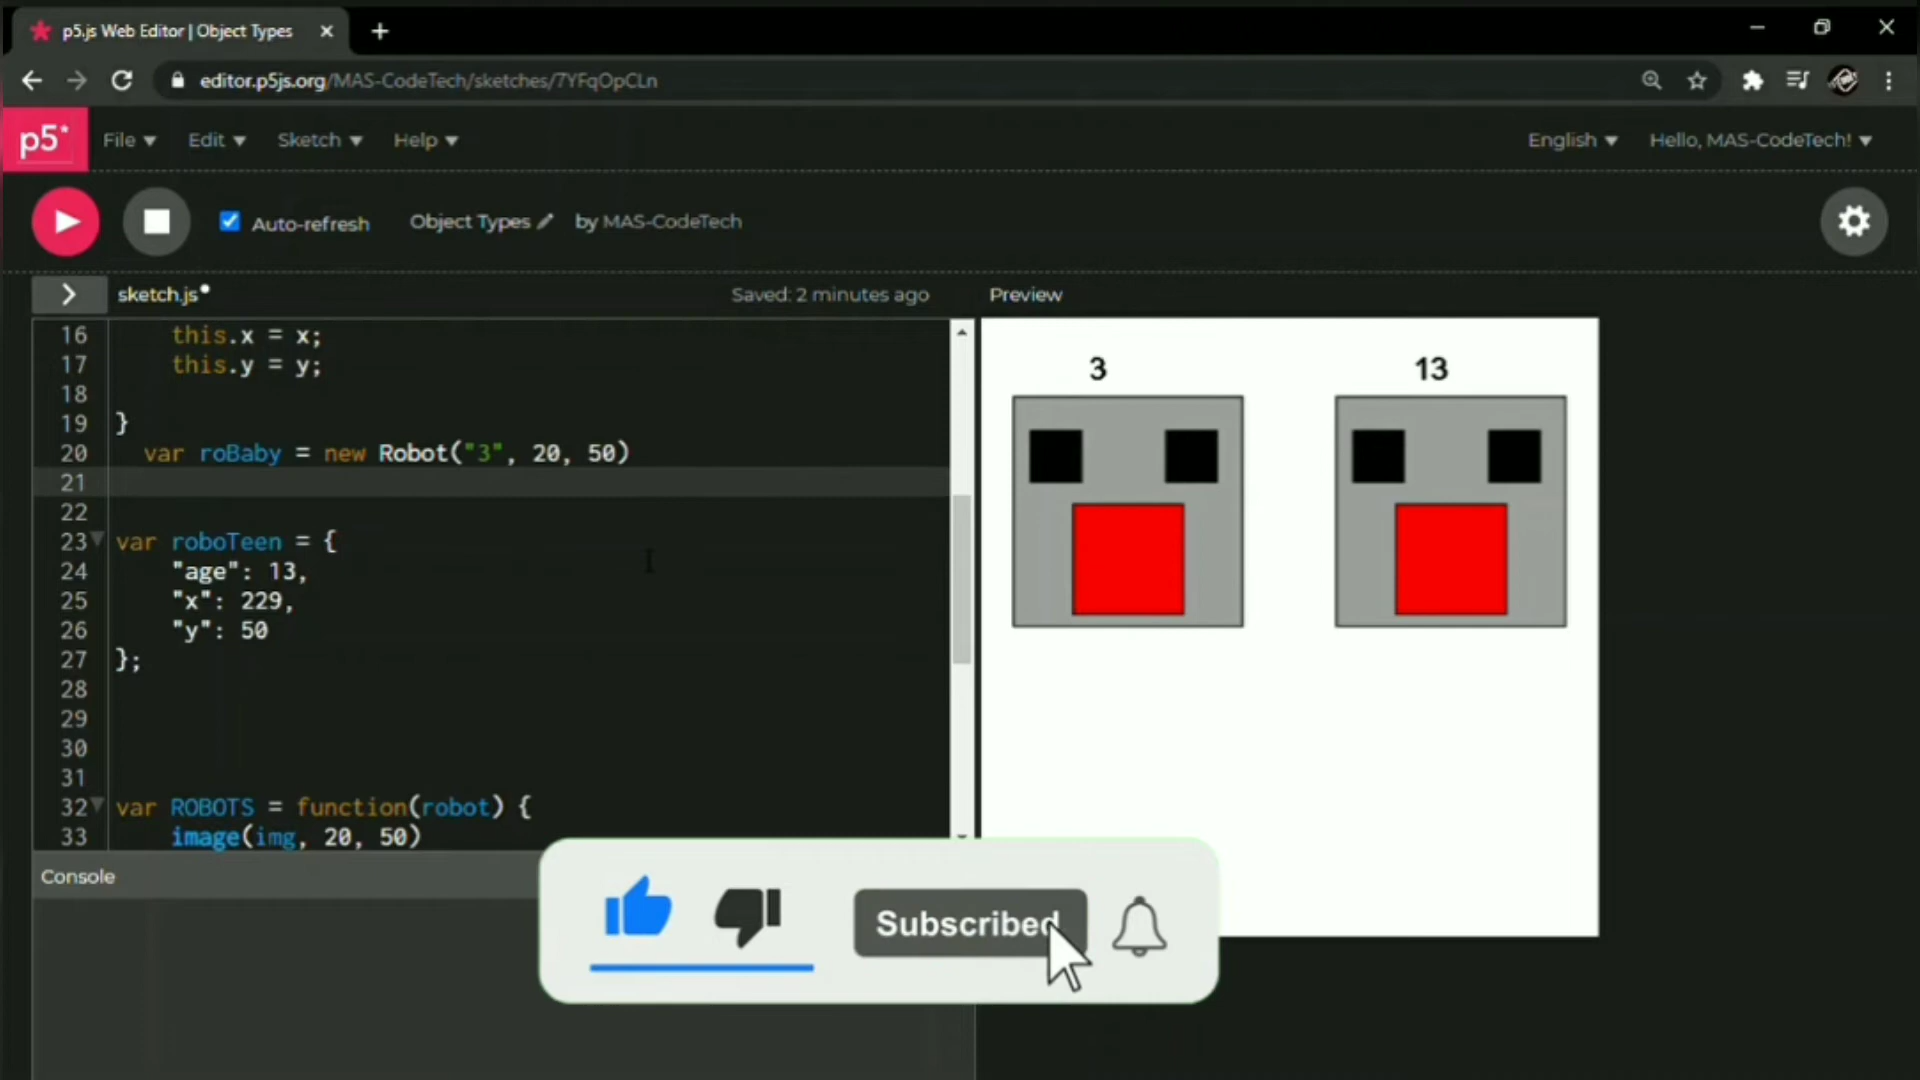 p5.js Web Editor | Object Types
editor.p5js.org/MAS-CodeTech/sketches/7YFqOpCLn
p5* File Edit Sketch Help English Hello, MAS-CodeTech!
Auto-refresh Object Types by MAS-CodeTech
sketch.js Saved: 2 minutes ago Preview
16 this.x = x;
17 this.y = y;
18
19 }
20 var roBaby = new Robot("3", 20, 50)
21
22
23 var roboTeen = {
24 "age": 13,
25 "x": 229,
26 "y": 50
27 };
28
29
30
31
32 var ROBOTS = function(robot) {
33 image(img, 20, 50)
3 13
Console
Subscribed